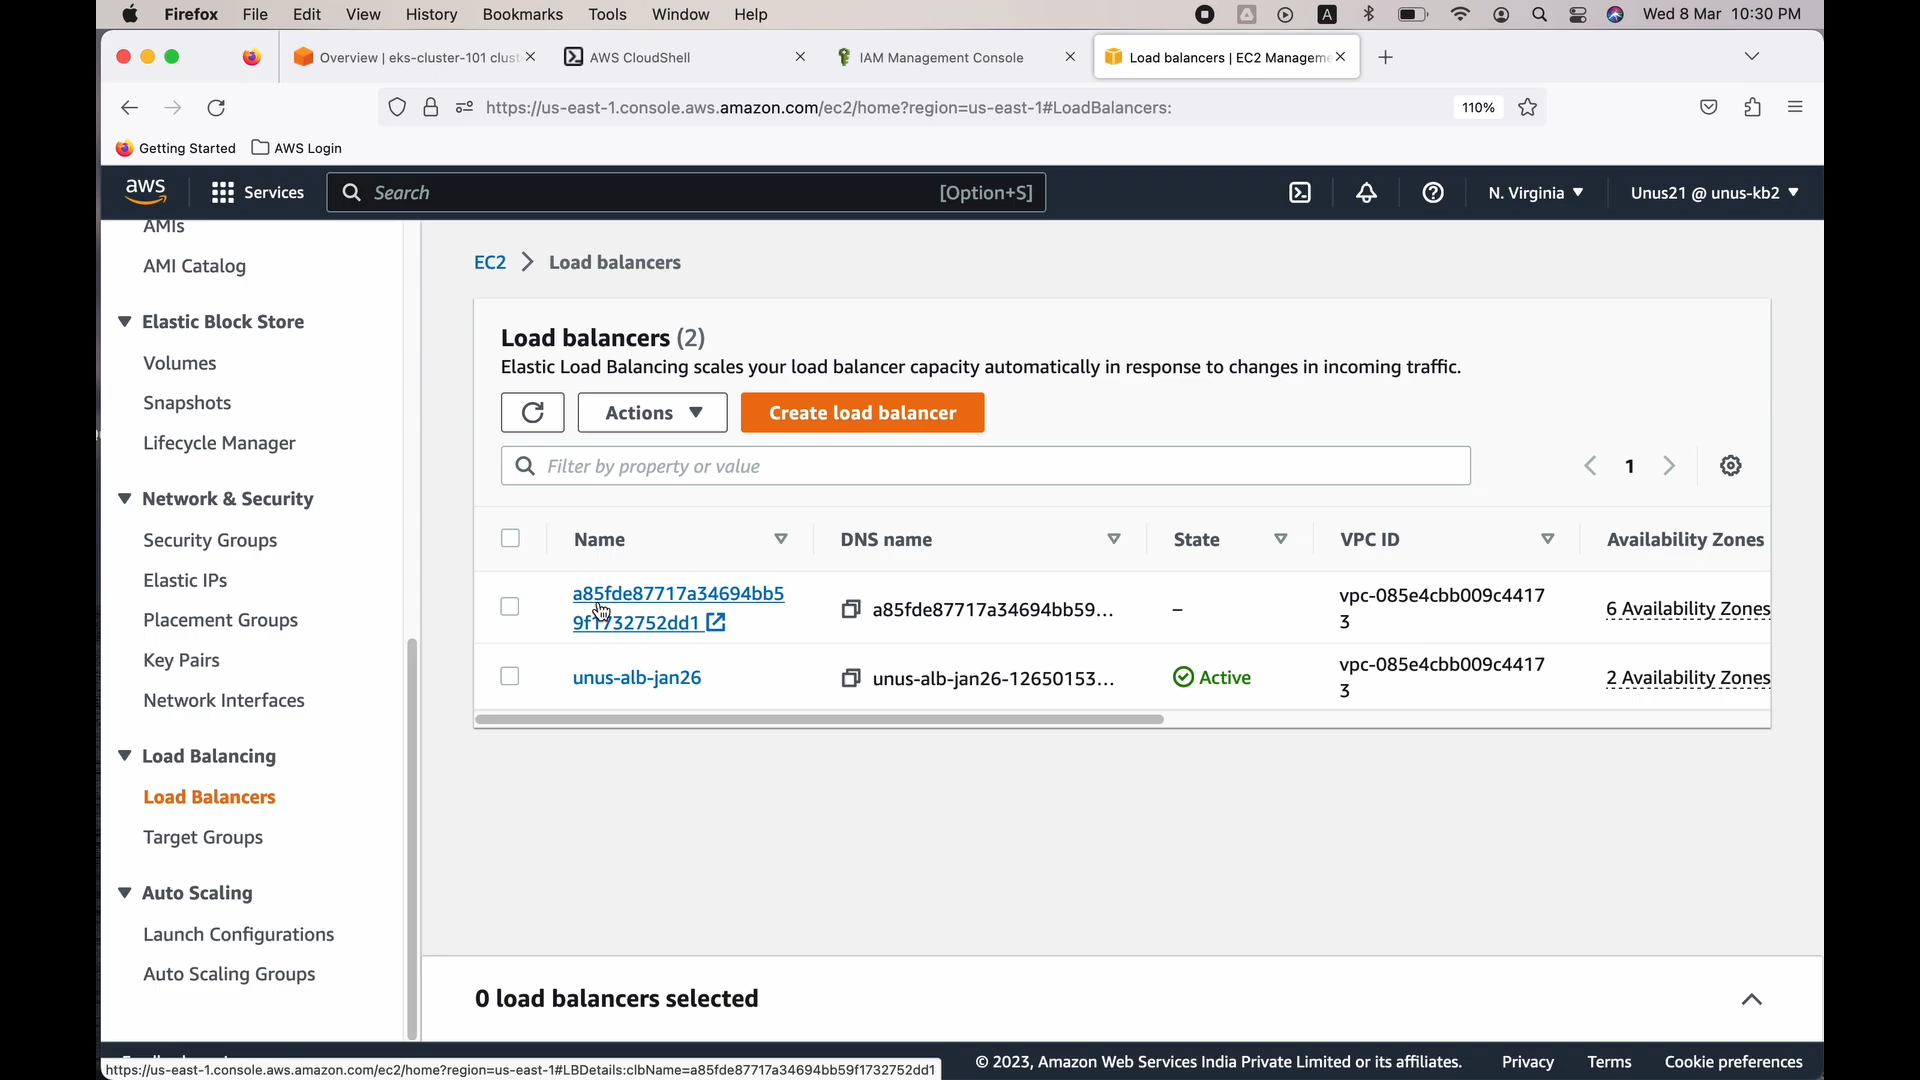 Firefox File Edit View History Bookmarks Tools Window Help A Wed 8 Mar 10:30 PM
Overview | eks-cluster-101 clust
AWS CloudShell
IAM Management Console
Load balancers | EC2 Manageme
https://us-east-1.console.aws.amazon.com/ec2/home?region=us-east-1#LoadBalancers: 110%
Getting Started AWS Login
aws Services Search [Option+S] N. Virginia Unus21 @ unus-kb2
AMIs
AMI Catalog
Elastic Block Store
Volumes
Snapshots
Lifecycle Manager
Network & Security
Security Groups
Elastic IPs
Placement Groups
Key Pairs
Network Interfaces
Load Balancing
Load Balancers
Target Groups
Auto Scaling
Launch Configurations
Auto Scaling Groups
EC2 > Load balancers
Load balancers (2)
Elastic Load Balancing scales your load balancer capacity automatically in response to changes in incoming traffic.
Actions Create load balancer
Filter by property or value 1
Name DNS name State VPC ID Availability Zones
a85fde87717a34694bb5
9f1732752dd1
a85fde87717a34694bb59...
–
vpc-085e4cbb009c4417
3
6 Availability Zones
unus-alb-jan26
unus-alb-jan26-12650153...
Active
vpc-085e4cbb009c4417
3
2 Availability Zones
0 load balancers selected
© 2023, Amazon Web Services India Private Limited or its affiliates. Privacy Terms Cookie preferences
https://us-east-1.console.aws.amazon.com/ec2/home?region=us-east-1#LBDetails:clbName=a85fde87717a34694bb59f1732752dd1